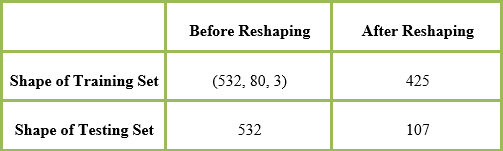 Before Reshaping After Reshaping
Shape of Training Set (532, 80, 3) 425
Shape of Testing Set 532 107